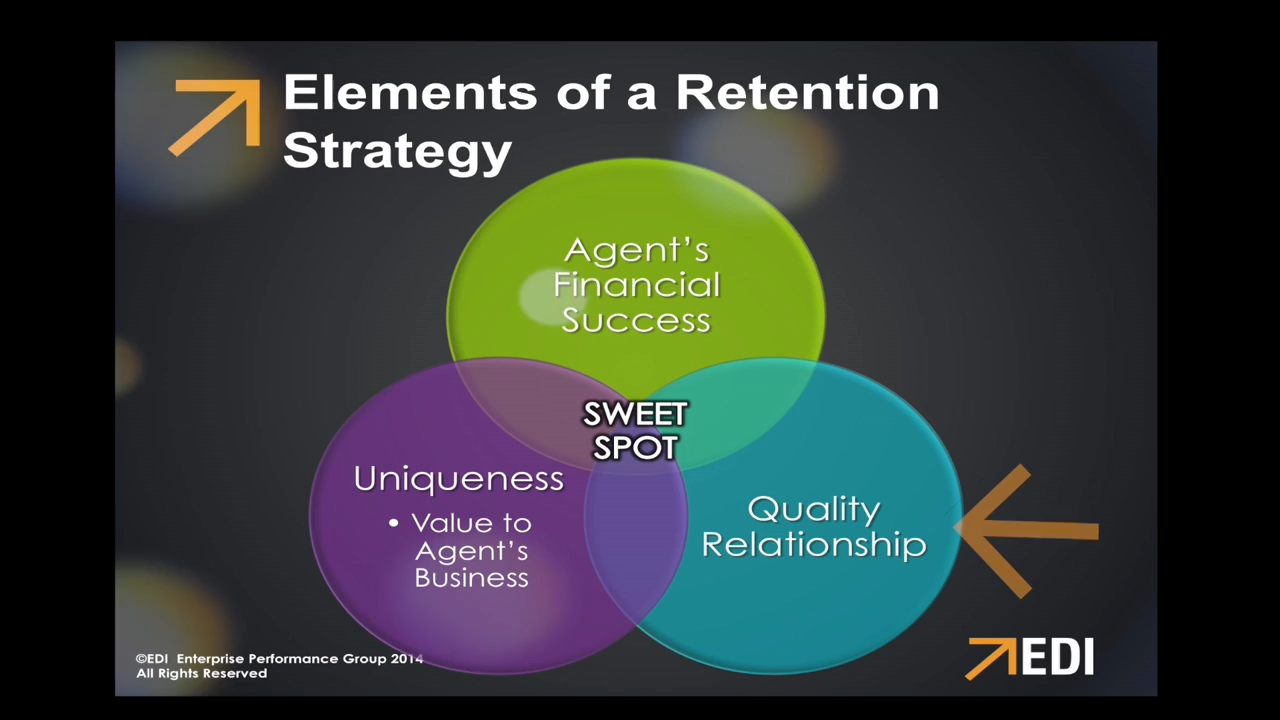 Elements of a Retention
Strategy
Agent’s
Financial
Success
SWEET
SPOT
Uniqueness
• Value to
Agent’s
Business
Quality
Relationship
©EDI Enterprise Performance Group 2014
All Rights Reserved
EDI